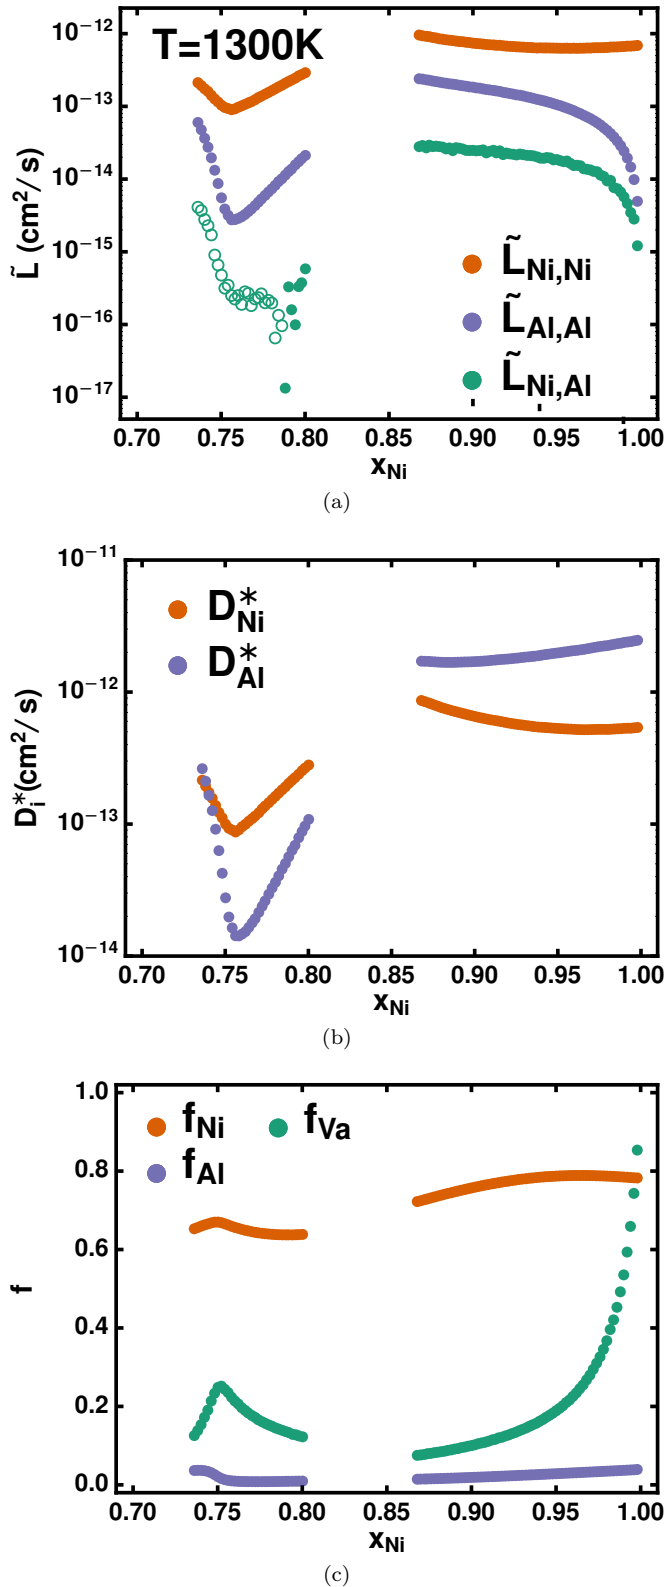 T=1300K
10⁻¹²
10⁻¹³
10⁻¹⁴
10⁻¹⁵
10⁻¹⁶
10⁻¹⁷
L̃ (cm²/s)
L̃Ni,Ni
L̃Al,Al
L̃Ni,Al
0.70 0.75 0.80 0.85 0.90 0.95 1.00
xNi
(a)
10⁻¹¹
10⁻¹²
10⁻¹³
10⁻¹⁴
Di*(cm²/s)
D*Ni
D*Al
0.70 0.75 0.80 0.85 0.90 0.95 1.00
xNi
(b)
1.0
0.8
0.6
0.4
0.2
0.0
f
fNi fVa
fAl
0.70 0.75 0.80 0.85 0.90 0.95 1.00
xNi
(c)